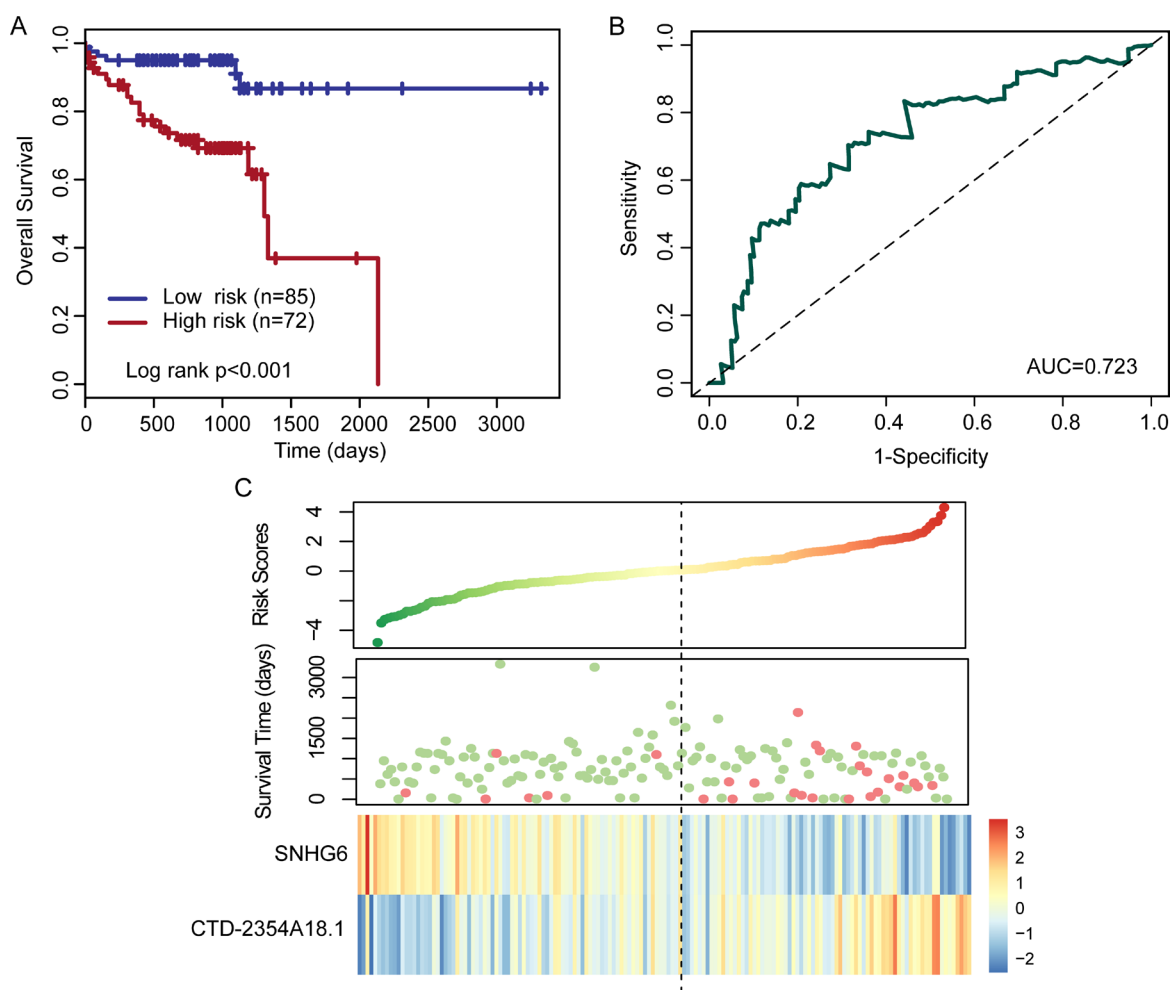 A
Overall Survival
1.0
0.8
0.6
0.4
0.2
0.0
Low risk (n=85)
High risk (n=72)
Log rank p<0.001
0 500 1000 1500 2000 2500 3000
Time (days)
B
Sensitivity
1.0
0.8
0.6
0.4
0.2
0.0
AUC=0.723
0.0 0.2 0.4 0.6 0.8 1.0
1-Specificity
C
Risk Scores
4
2
0
−4
Survival Time (days)
3000
1500
0
SNHG6
CTD-2354A18.1
3
2
1
0
−1
−2